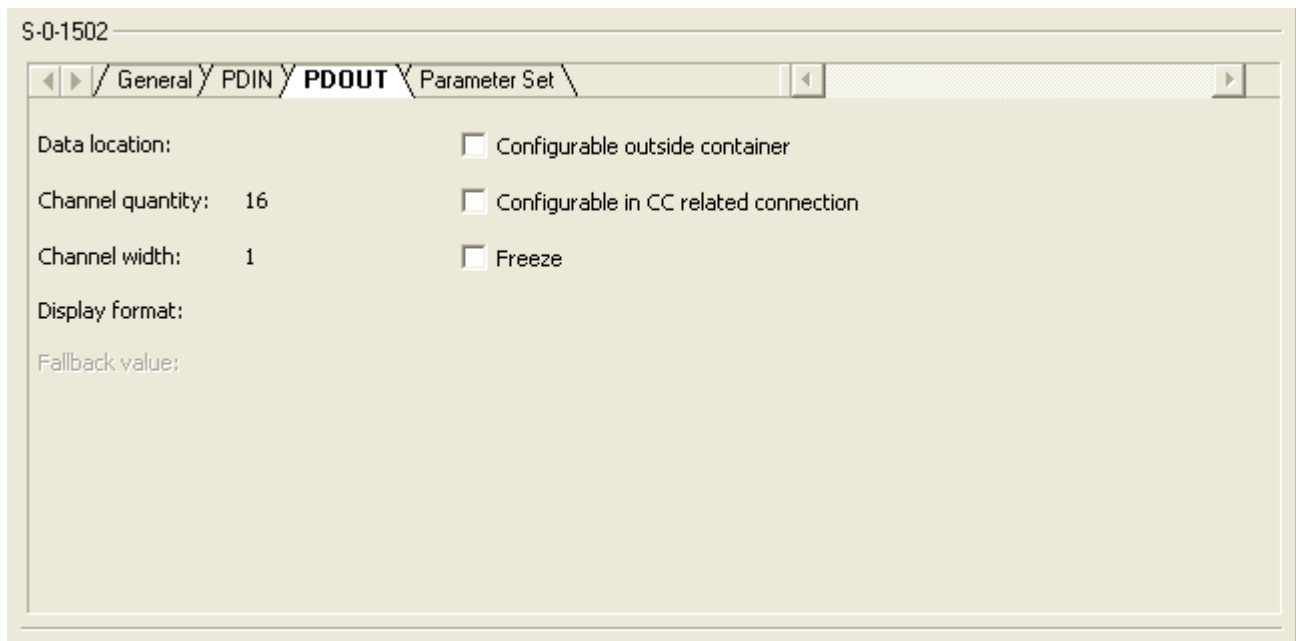 S-0-1502
General PDIN PDOUT Parameter Set
Data location: Configurable outside container
Channel quantity: 16 Configurable in CC related connection
Channel width: 1 Freeze
Display format:
Fallback value: